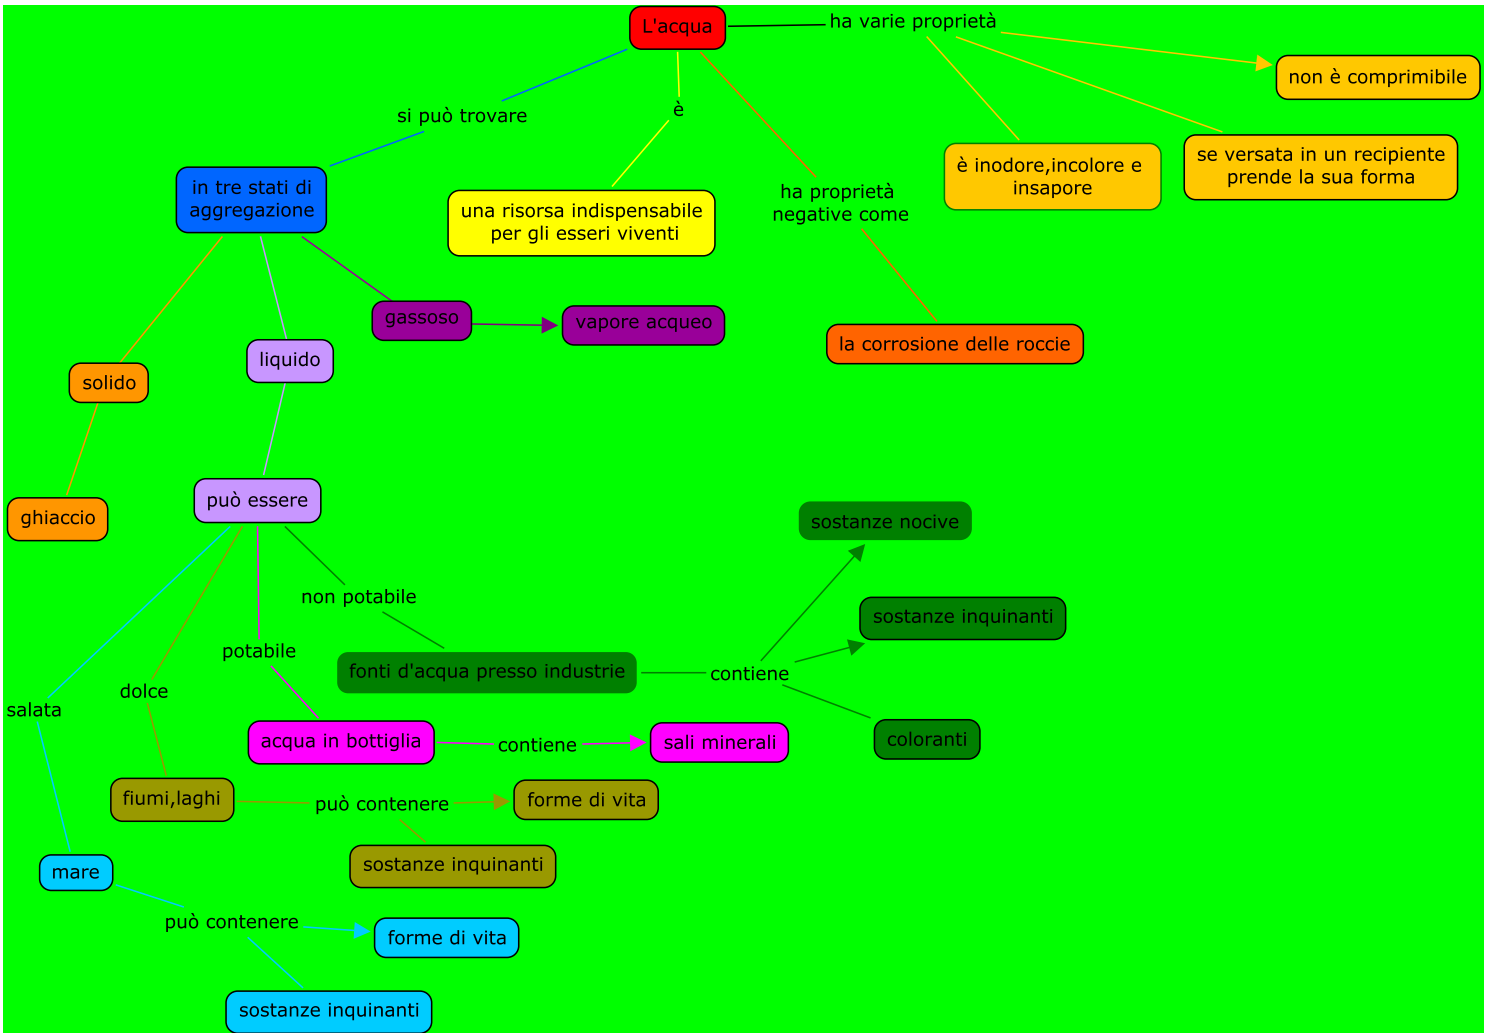 L'acqua
ha varie proprietà
non è comprimibile
si può trovare
è
è inodore,incolore e
insapore
se versata in un recipiente
prende la sua forma
in tre stati di
aggregazione
una risorsa indispensabile
per gli esseri viventi
ha proprietà
negative come
gassoso
vapore acqueo
la corrosione delle roccie
liquido
solido
può essere
ghiaccio
sostanze nocive
non potabile
sostanze inquinanti
potabile
fonti d'acqua presso industrie
contiene
dolce
salata
acqua in bottiglia
contiene
sali minerali
coloranti
fiumi,laghi
può contenere
forme di vita
sostanze inquinanti
mare
può contenere
forme di vita
sostanze inquinanti